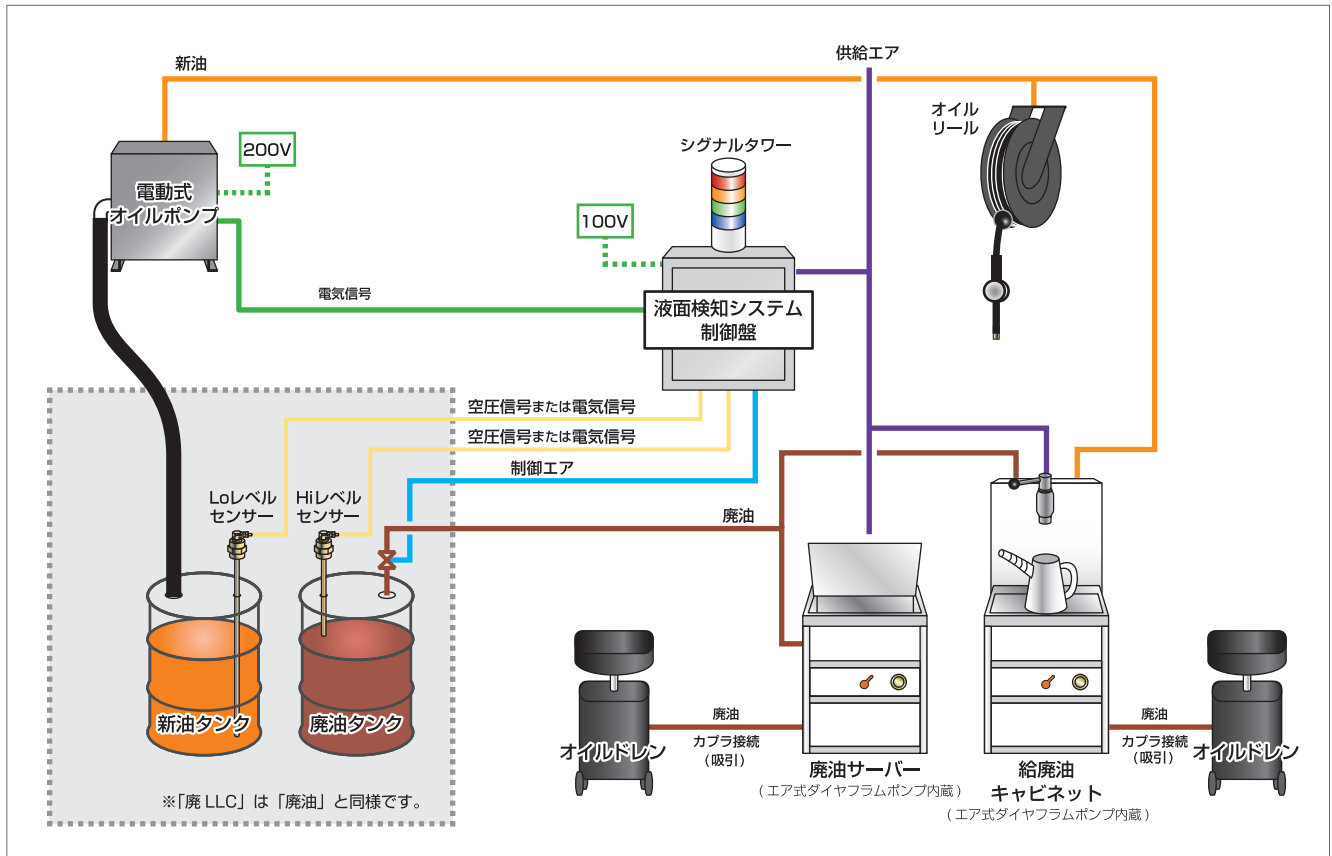 新油
供給エア
オイル
リール
シグナルタワー
200V
電動式
オイルポンプ
100V
電気信号
液面検知システム
制御盤
空圧信号または電気信号
空圧信号または電気信号
制御エア
Loレベル
センサー
Hiレベル
センサー
廃油
新油タンク
廃油タンク
※「廃 LLC」は「廃油」と同様です。
オイルドレン
廃油
カプラ接続
(吸引)
廃油サーバー
(エア式ダイヤフラムポンプ内蔵)
給廃油
キャビネット
(エア式ダイヤフラムポンプ内蔵)
廃油
カプラ接続
(吸引)
オイルドレン